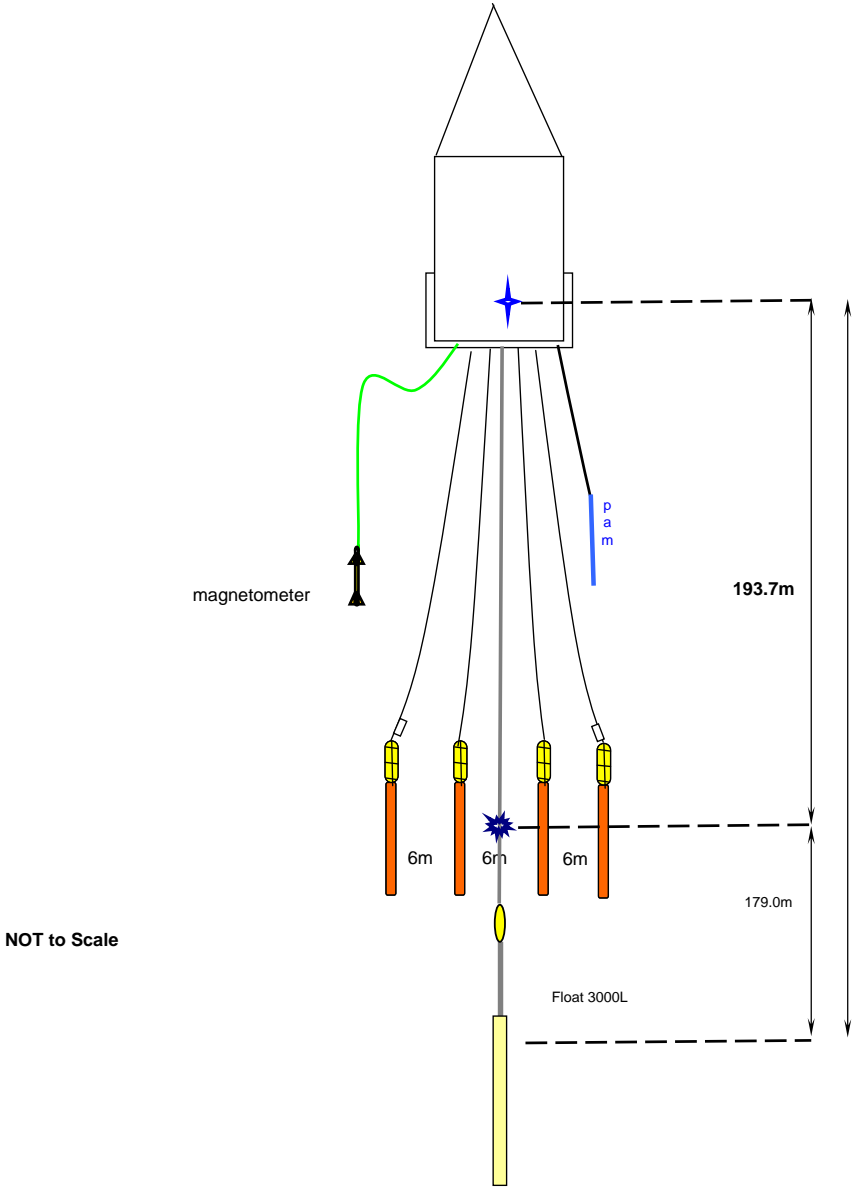 p
a
m
magnetometer
193.7m
6m
6m
6m
179.0m
NOT to Scale
Float 3000L